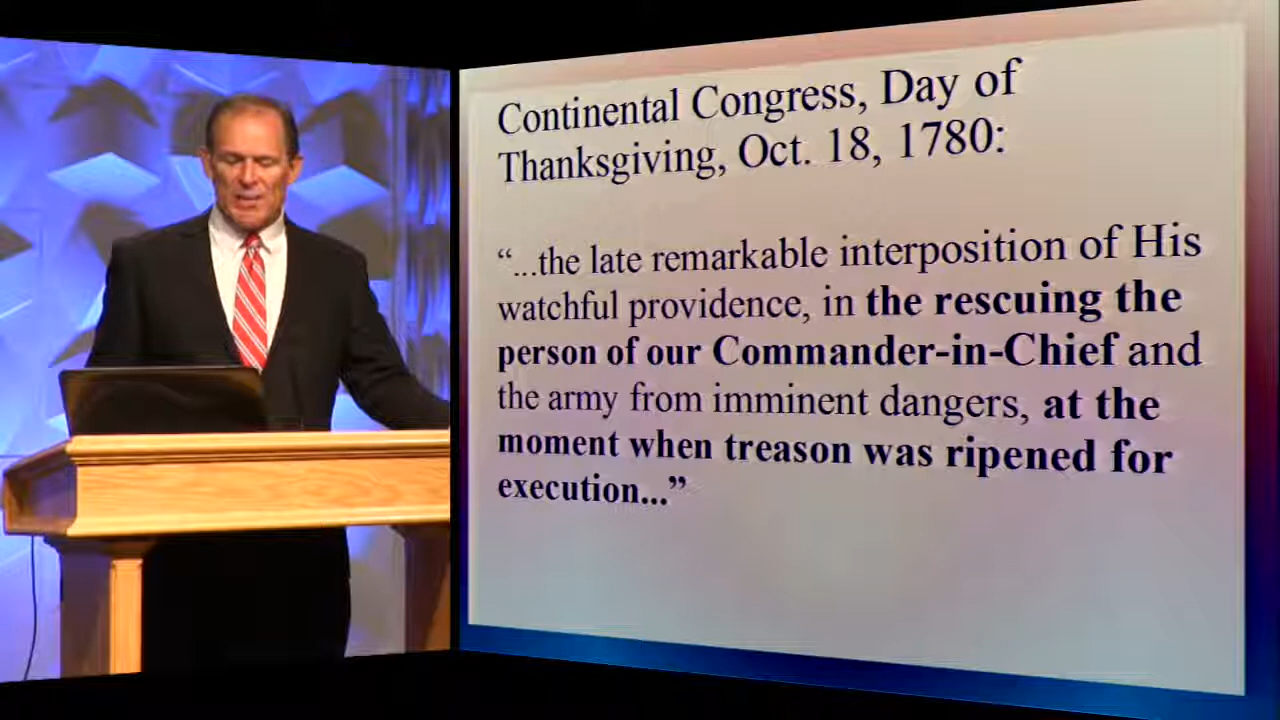 Continental Congress, Day of
Thanksgiving, Oct. 18, 1780:
“...the late remarkable interposition of His
watchful providence, in the rescuing the
person of our Commander-in-Chief and
the army from imminent dangers, at the
moment when treason was ripened for
execution...”